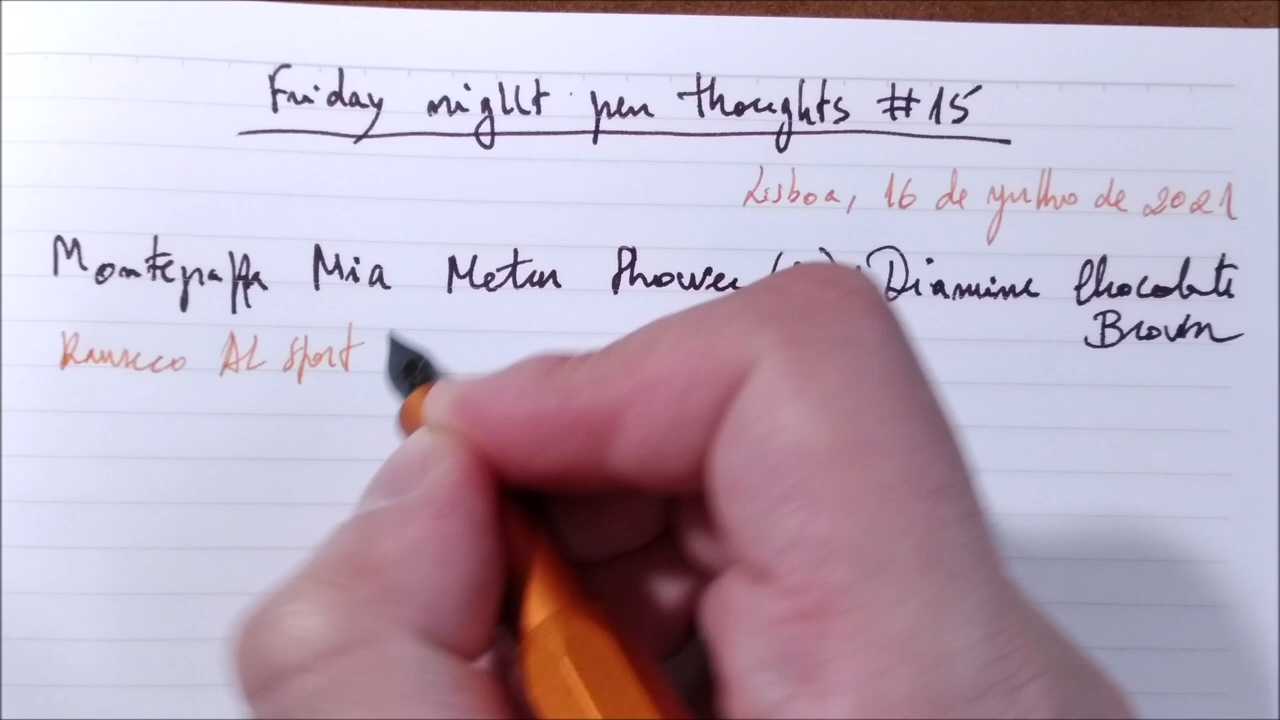 Friday night pen thoughts #15
Lisboa, 16 de julho de 2021
Montegrappa Mia Meteor Shower Diamine Chocolate
Brown
Kaweco AL Sport